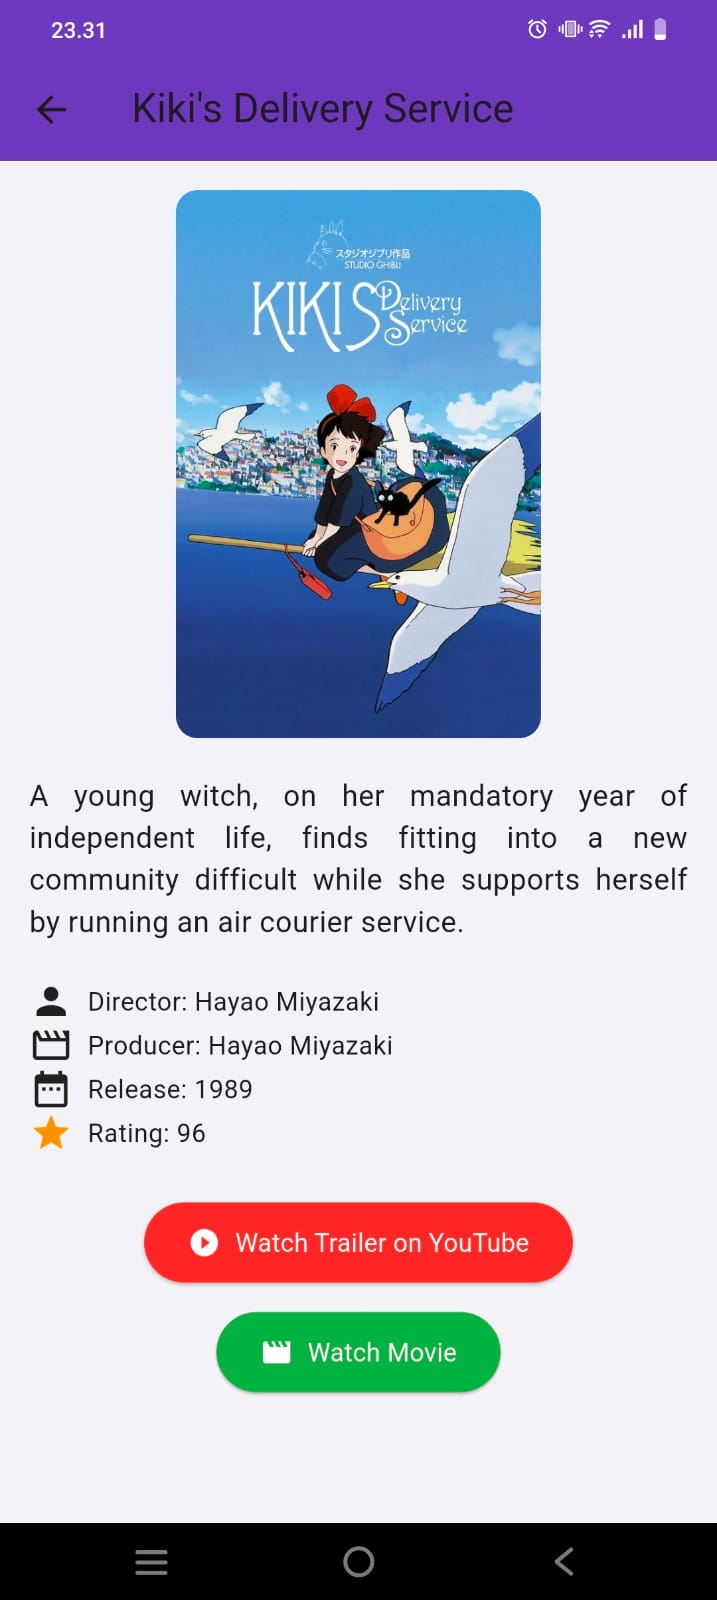 23.31
Kiki's Delivery Service
スタジオジブリ作品
STUDIO GHIBLI
KIKI'S Delivery
Service
A young witch, on her mandatory year of
independent life, finds fitting into a new
community difficult while she supports herself
by running an air courier service.
Director: Hayao Miyazaki
Producer: Hayao Miyazaki
Release: 1989
Rating: 96
Watch Trailer on YouTube
Watch Movie